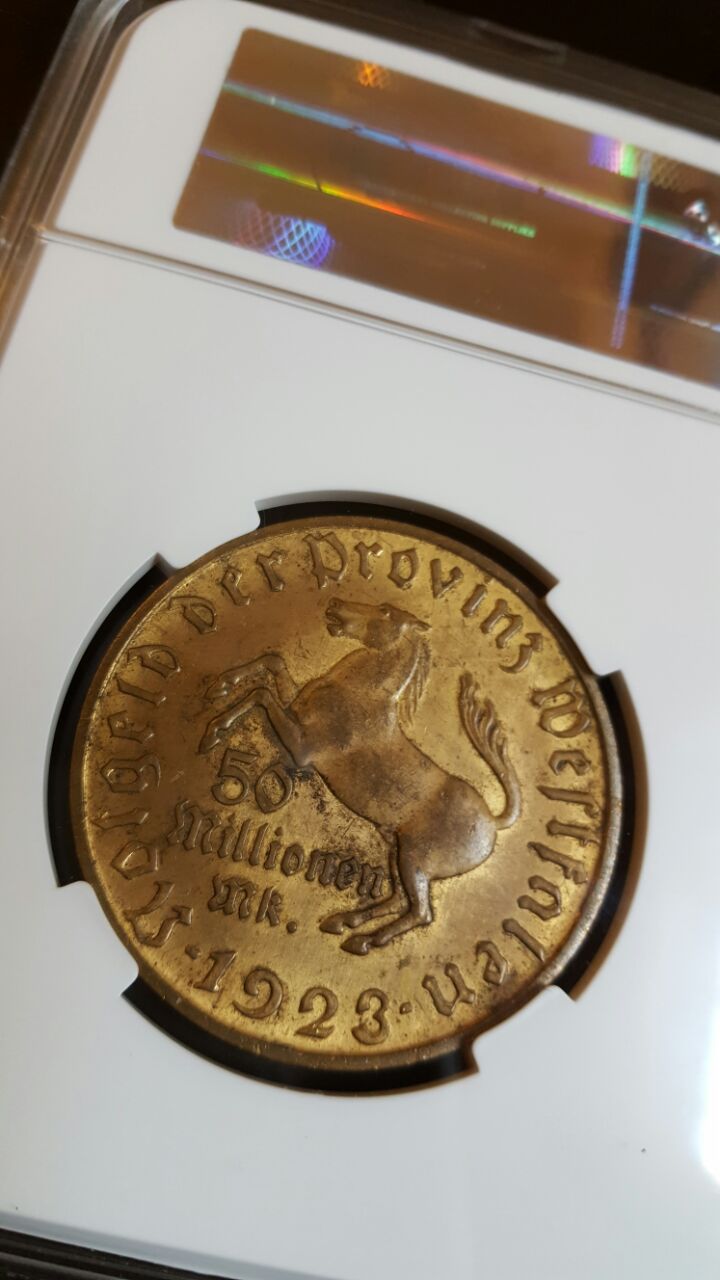 Notgeld der Provinz Westfalen
50
Millionen
Mk.
·1923·